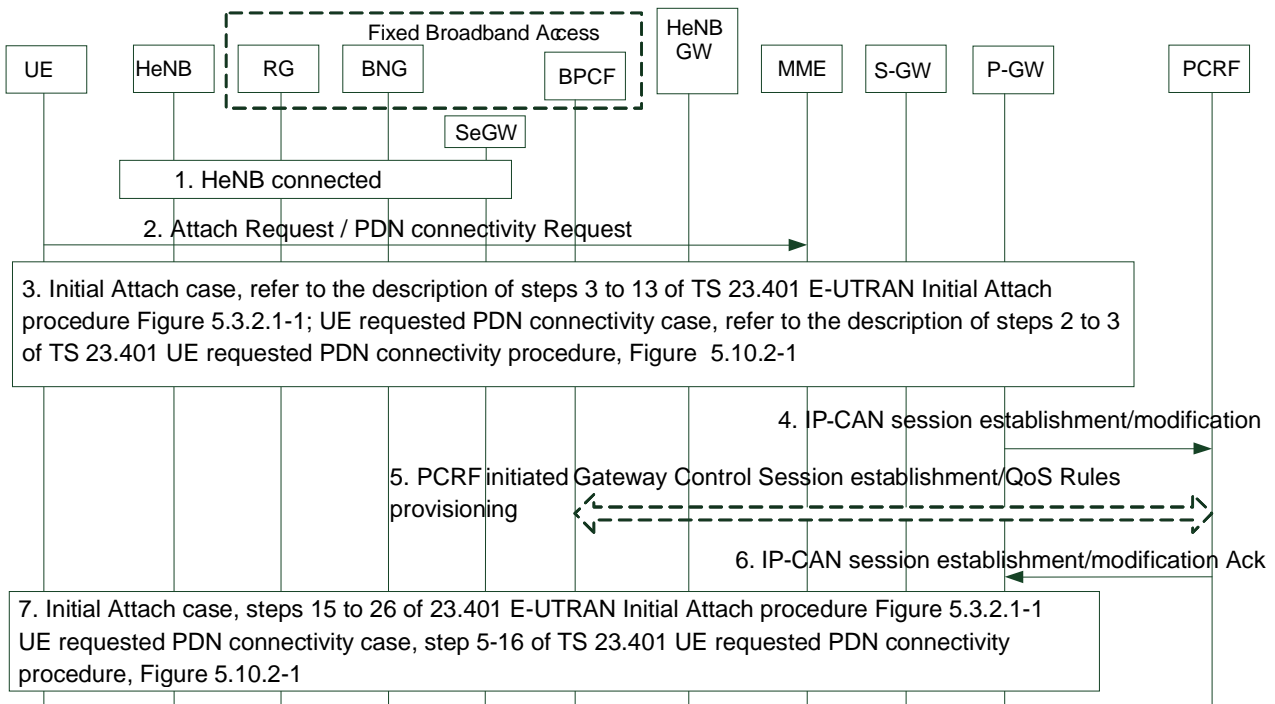 Fixed Broadband Access
HeNB
GW
UE
HeNB
RG
BNG
BPCF
MME
S-GW
P-GW
PCRF
SeGW
1. HeNB connected
2. Attach Request / PDN connectivity Request
3. Initial Attach case, refer to the description of steps 3 to 13 of TS 23.401 E-UTRAN Initial Attach
procedure Figure 5.3.2.1-1; UE requested PDN connectivity case, refer to the description of steps 2 to 3
of TS 23.401 UE requested PDN connectivity procedure, Figure 5.10.2-1
4. IP-CAN session establishment/modification
5. PCRF initiated Gateway Control Session establishment/QoS Rules
provisioning
6. IP-CAN session establishment/modification Ack
7. Initial Attach case, steps 15 to 26 of 23.401 E-UTRAN Initial Attach procedure Figure 5.3.2.1-1
UE requested PDN connectivity case, step 5-16 of TS 23.401 UE requested PDN connectivity
procedure, Figure 5.10.2-1